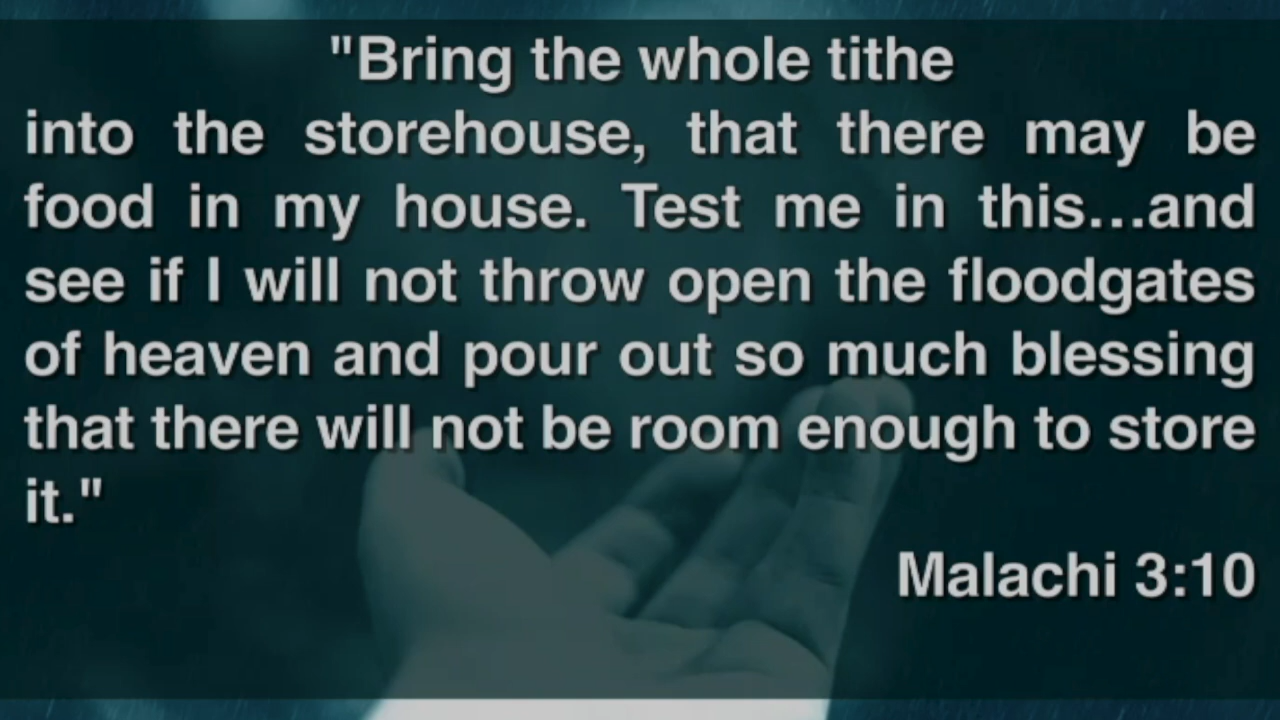 "Bring the whole tithe
into the storehouse, that there may be
food in my house. Test me in this...and
see if I will not throw open the floodgates
of heaven and pour out so much blessing
that there will not be room enough to store
it."
Malachi 3:10